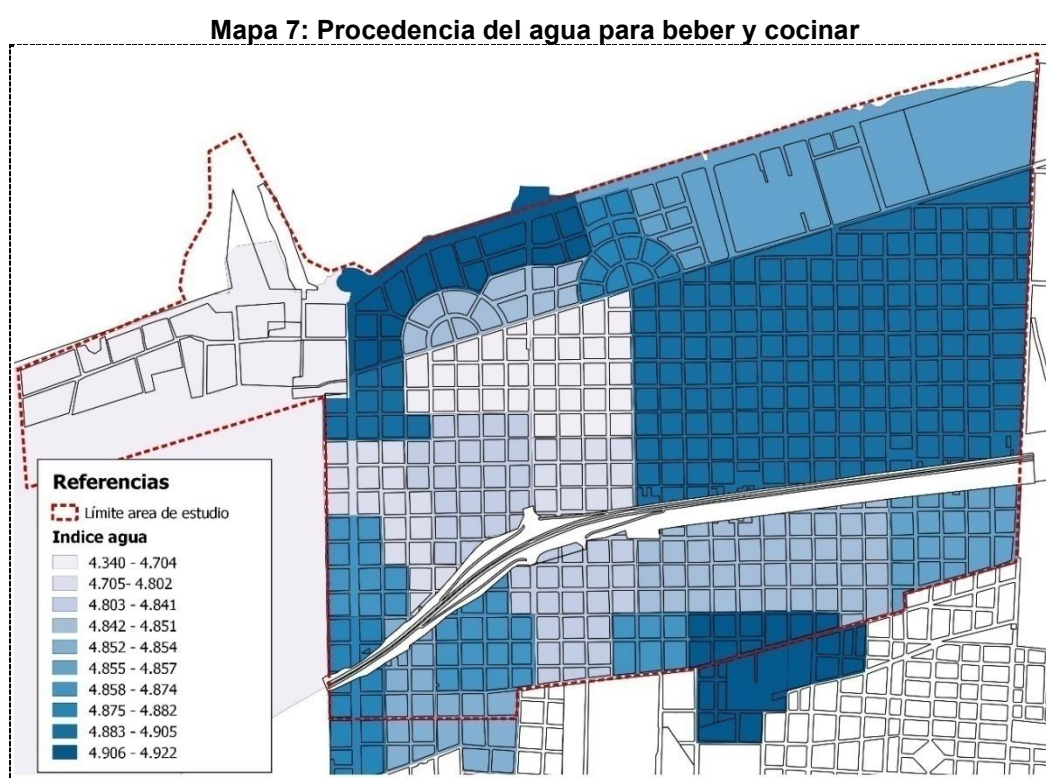 Mapa 7: Procedencia del agua para beber y cocinar
Referencias
Límite area de estudio
Indice agua
4.340 - 4.704
4.705- 4.802
4.803 - 4.841
4.842 - 4.851
4.852 - 4.854
4.855 - 4.857
4.858 - 4.874
4.875 - 4.882
4.883 - 4.905
4.906 - 4.922